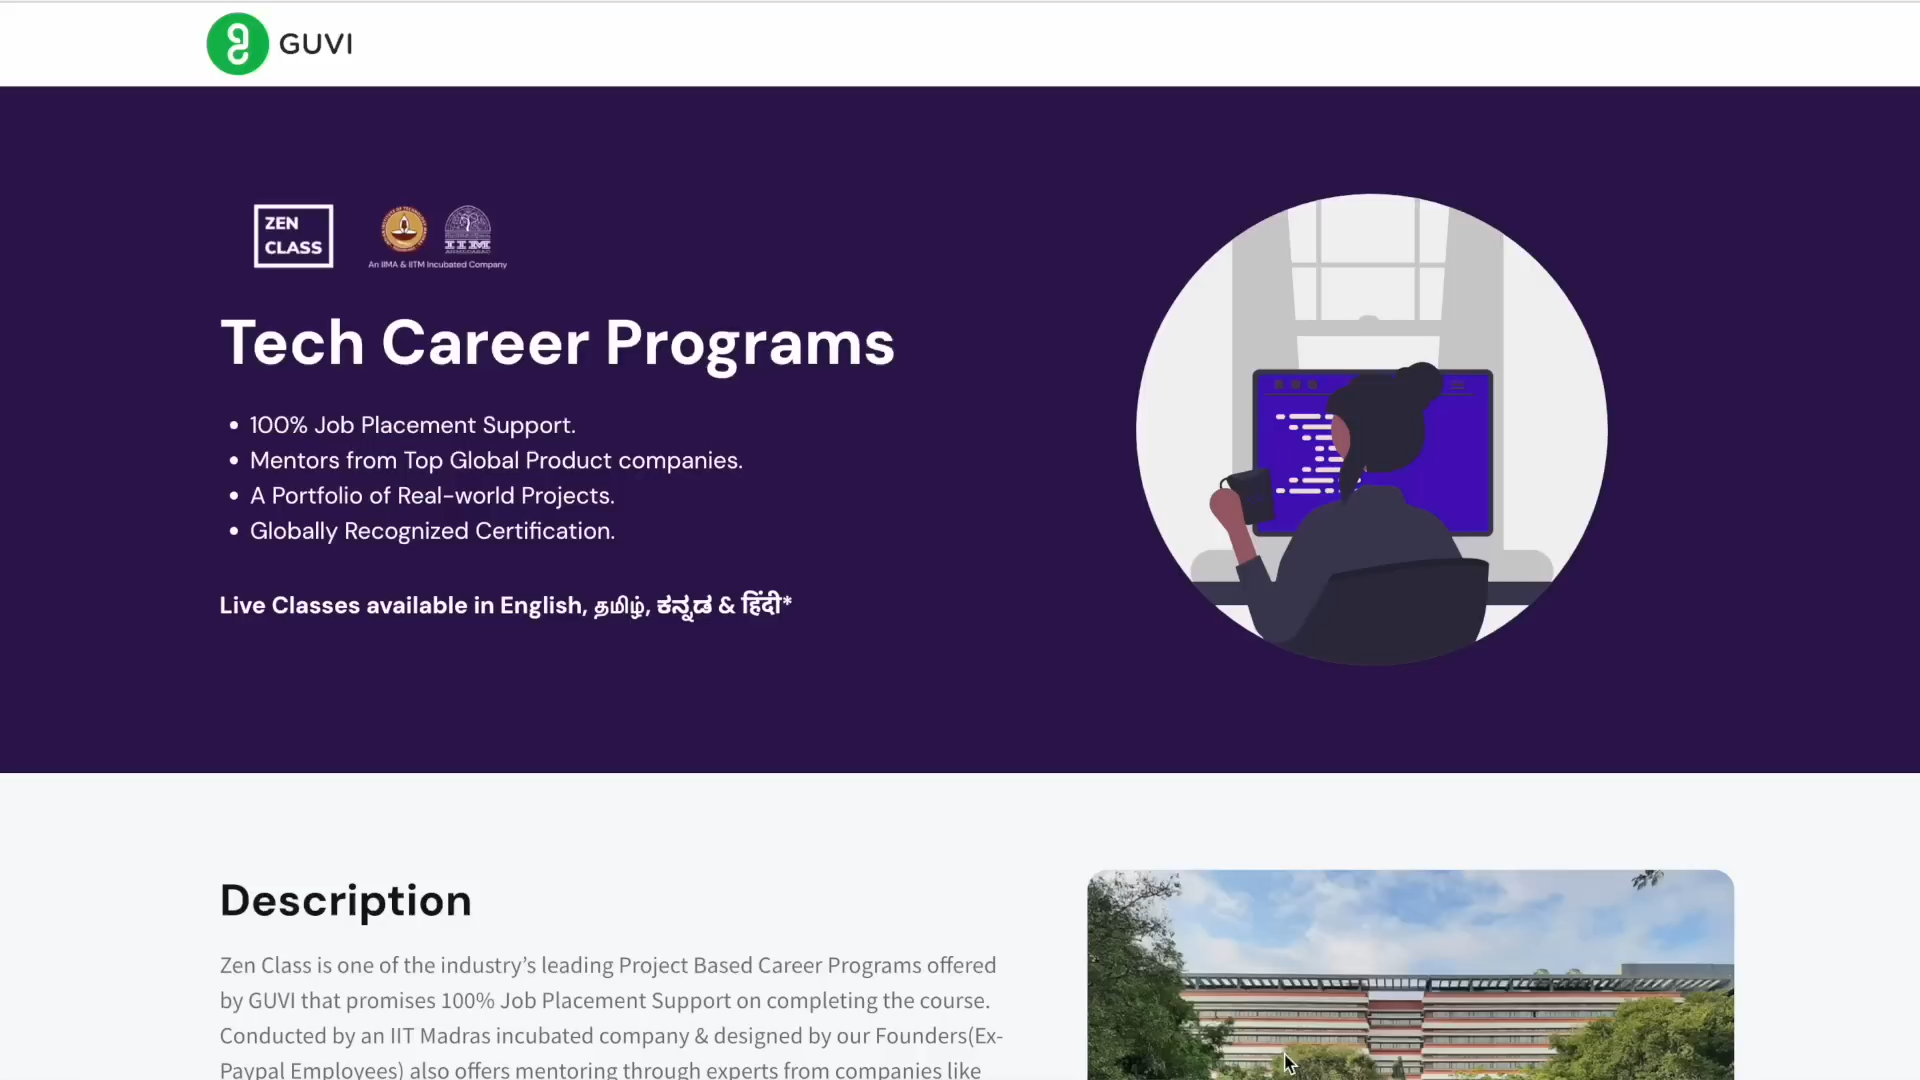 GUVI
ZEN
CLASS
IIM
An IIMA & IITM Incubated Company
Tech Career Programs
• 100% Job Placement Support.
• Mentors from Top Global Product companies.
• A Portfolio of Real-world Projects.
• Globally Recognized Certification.
Live Classes available in English, தமிழ், ಕನ್ನಡ & हिंदी*
Description
Zen Class is one of the industry’s leading Project Based Career Programs offered
by GUVI that promises 100% Job Placement Support on completing the course.
Conducted by an IIT Madras incubated company & designed by our Founders(Ex-
Paypal Employees) also offers mentoring through experts from companies like